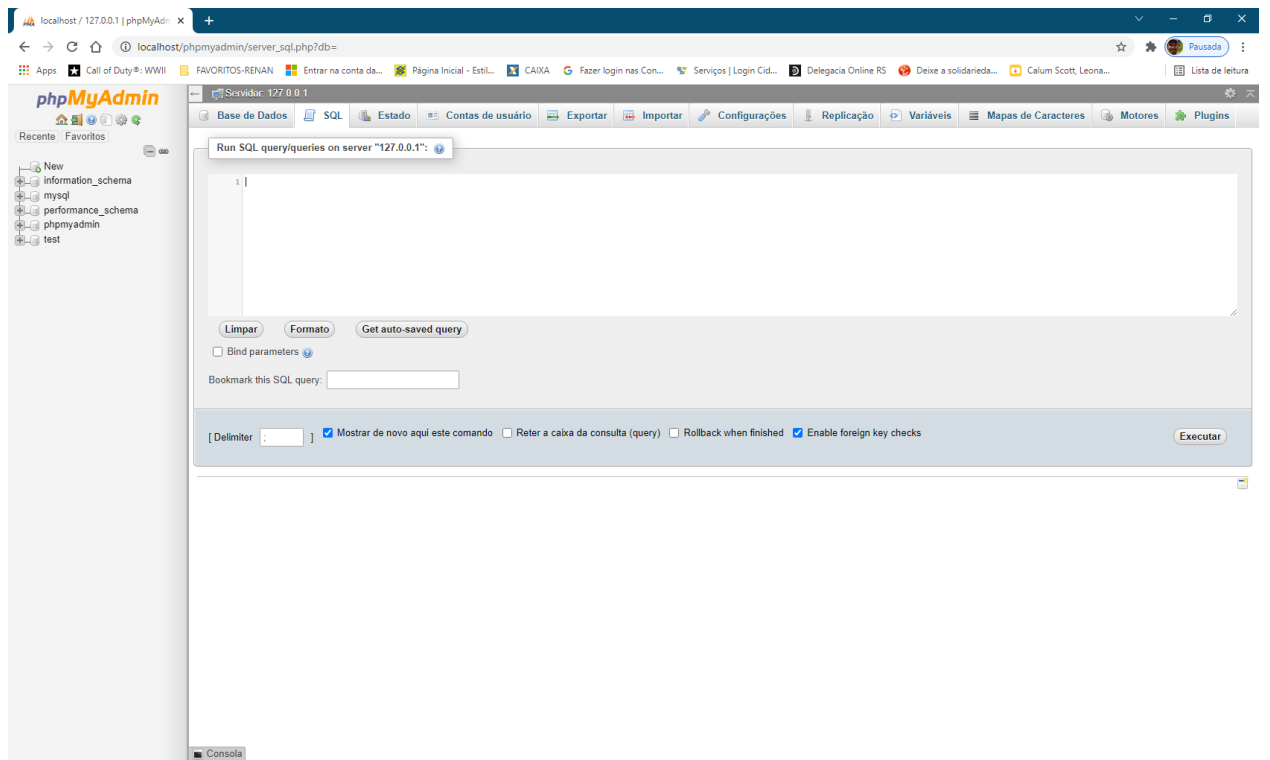 localhost / 127.0.0.1 | phpMyAdm
localhost/phpmyadmin/server_sql.php?db=
Pausada
Apps Call of Duty®: WWII FAVORITOS-RENAN Entrar na conta da... Página Inicial - Estil... CAIXA Fazer login nas Con... Serviços | Login Cid... Delegacia Online RS Deixe a solidarieda... Calum Scott, Leona... Lista de leitura
phpMyAdmin
Recente Favoritos
New
information_schema
mysql
performance_schema
phpmyadmin
test
Servidor: 127.0.0.1
Base de Dados SQL Estado Contas de usuário Exportar Importar Configurações Replicação Variáveis Mapas de Caracteres Motores Plugins
Run SQL query/queries on server "127.0.0.1":
1
Limpar Formato Get auto-saved query
Bind parameters
Bookmark this SQL query:
[ Delimiter ; ] Mostrar de novo aqui este comando Reter a caixa da consulta (query) Rollback when finished Enable foreign key checks
Executar
Consola